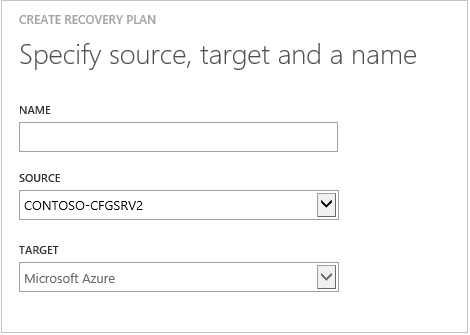 CREATE RECOVERY PLAN
Specify source, target and a name
NAME
SOURCE
CONTOSO-CFGSRV2
TARGET
Microsoft Azure